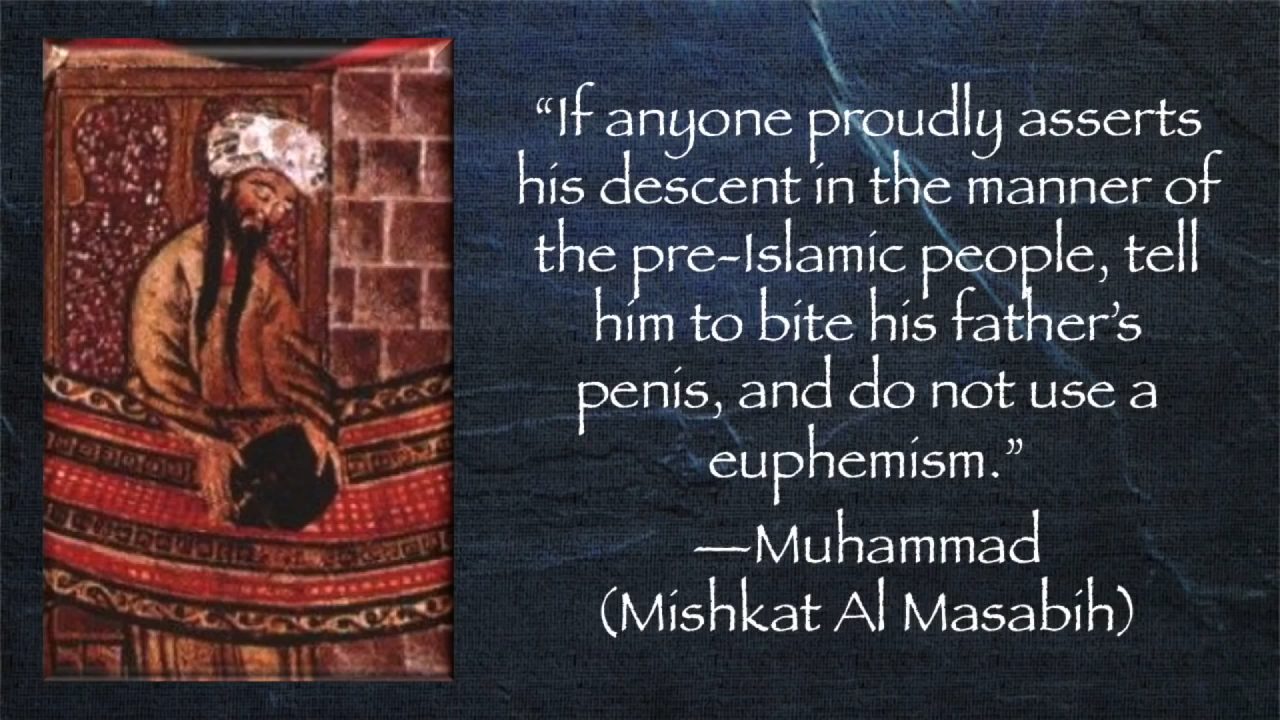 “If anyone proudly asserts
his descent in the manner of
the pre-Islamic people, tell
him to bite his father’s
penis, and do not use a
euphemism.”
—Muhammad
(Mishkat Al Masabih)